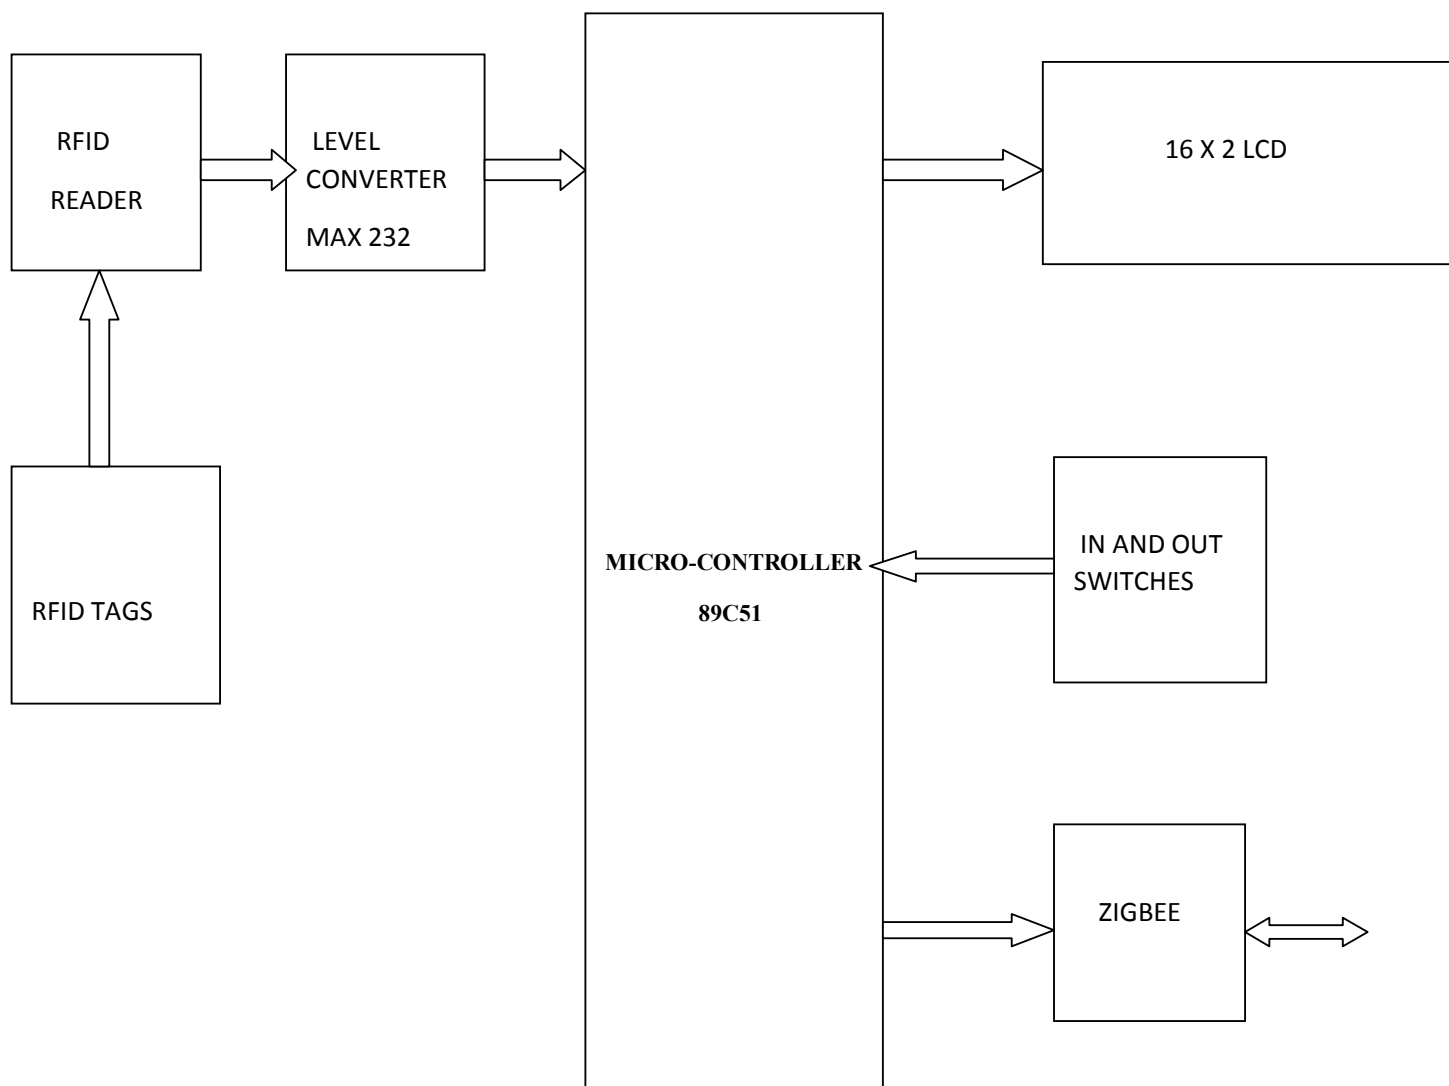 RFID
READER
LEVEL
CONVERTER
MAX 232
16 X 2 LCD
RFID TAGS
MICRO-CONTROLLER
89C51
IN AND OUT
SWITCHES
ZIGBEE